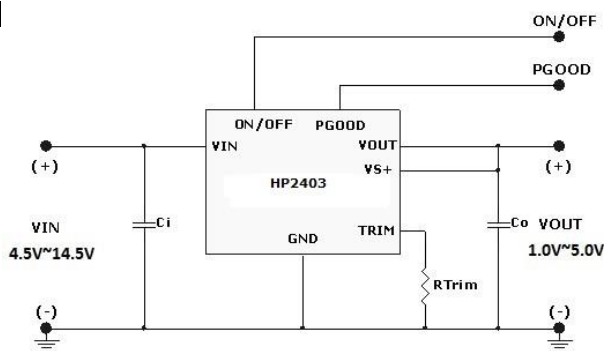 ON/OFF
PGOOD
ON/OFF PGOOD
VIN VOUT
(+) VS+ (+)
HP2403
VIN Ci Co VOUT
4.5V~14.5V GND TRIM 1.0V~5.0V
RTrim
(-) (-)